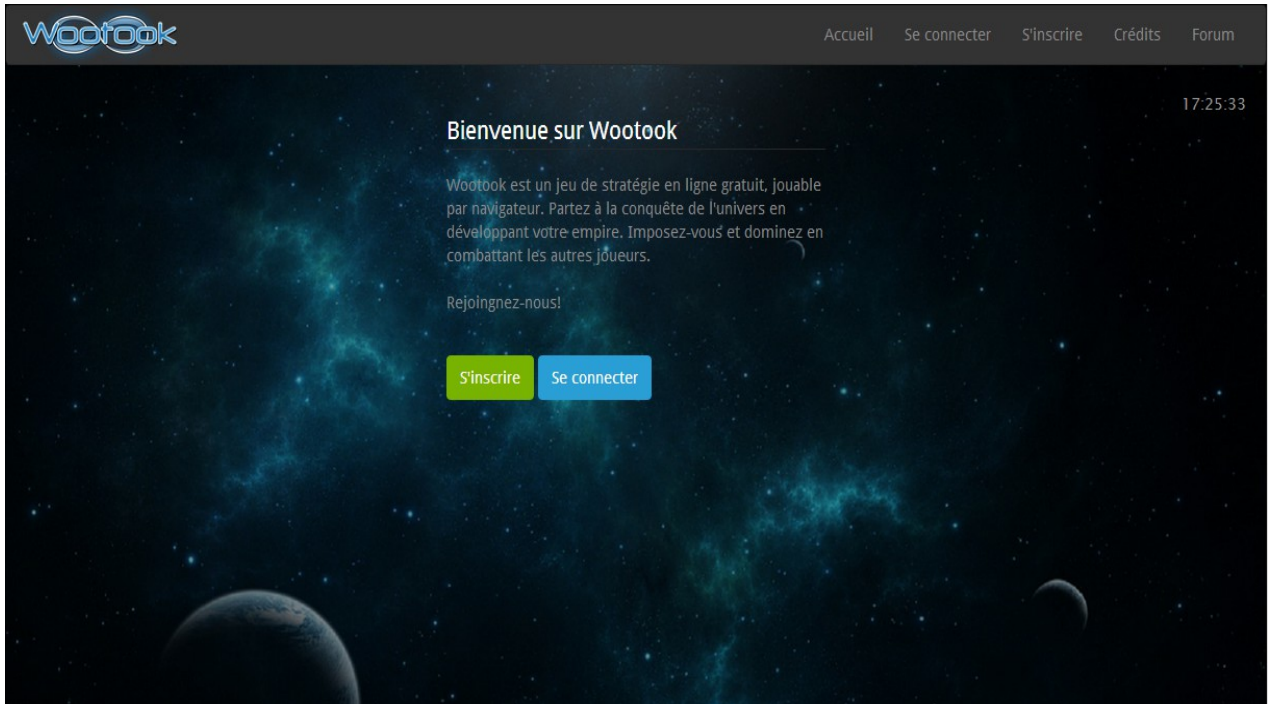 Wootook
Accueil Se connecter S'inscrire Crédits Forum
17:25:33
Bienvenue sur Wootook
Wootook est un jeu de stratégie en ligne gratuit, jouable
par navigateur. Partez à la conquête de l'univers en
développant votre empire. Imposez-vous et dominez en
combattant les autres joueurs.
Rejoingnez-nous!
S'inscrire Se connecter